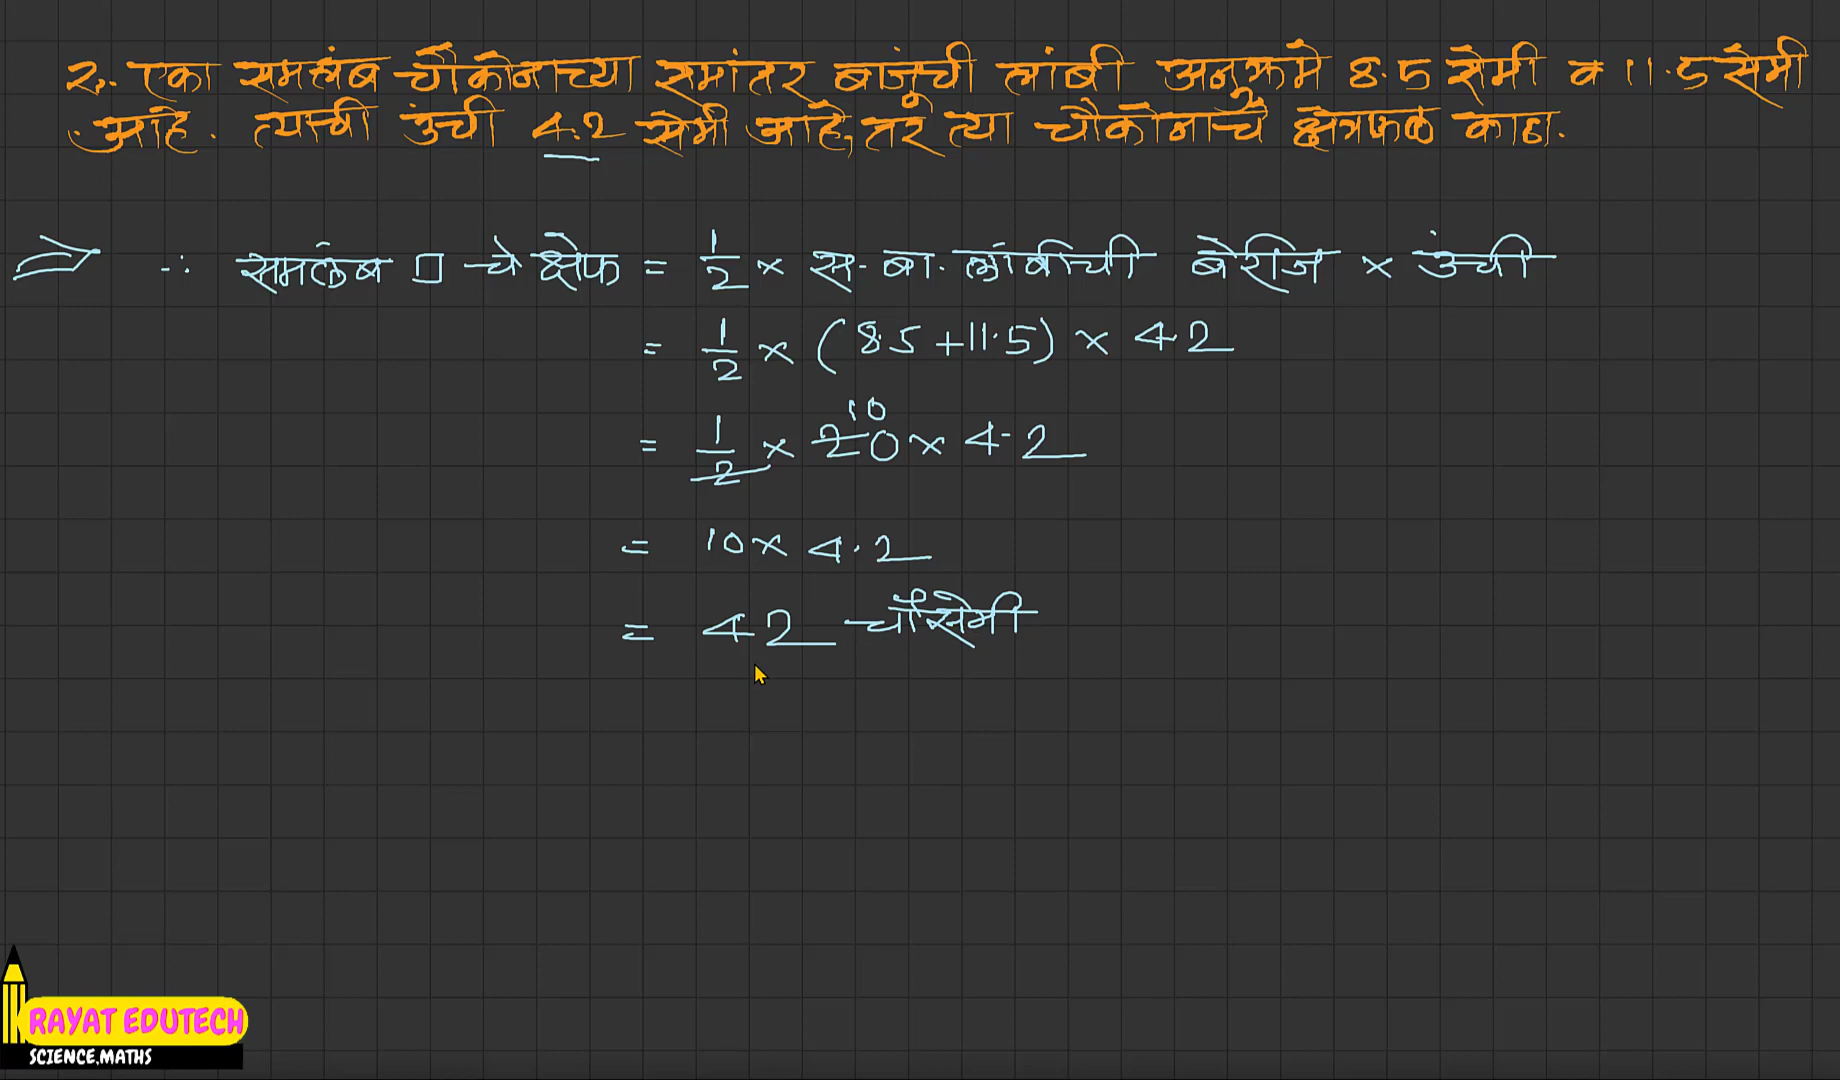 2. एका समलंब चौकोनाच्या समांतर बाजूंची लांबी अनुक्रमे 8.5 सेमी व 11.5 सेमी
आहे. त्याची उंची 4.2 सेमी आहे, तर त्या चौकोनाचे क्षेत्रफळ काढा.
⇒ ∴ समलंब □ चे क्षेफ = 1/2 × स. बा. लांबीची बेरीज × उंची
= 1/2 × (8.5 + 11.5) × 4.2
10
= 1/2 × 20 × 4.2
= 10 × 4.2
= 42 चौसेमी
RAYAT EDUTECH
SCIENCE,MATHS